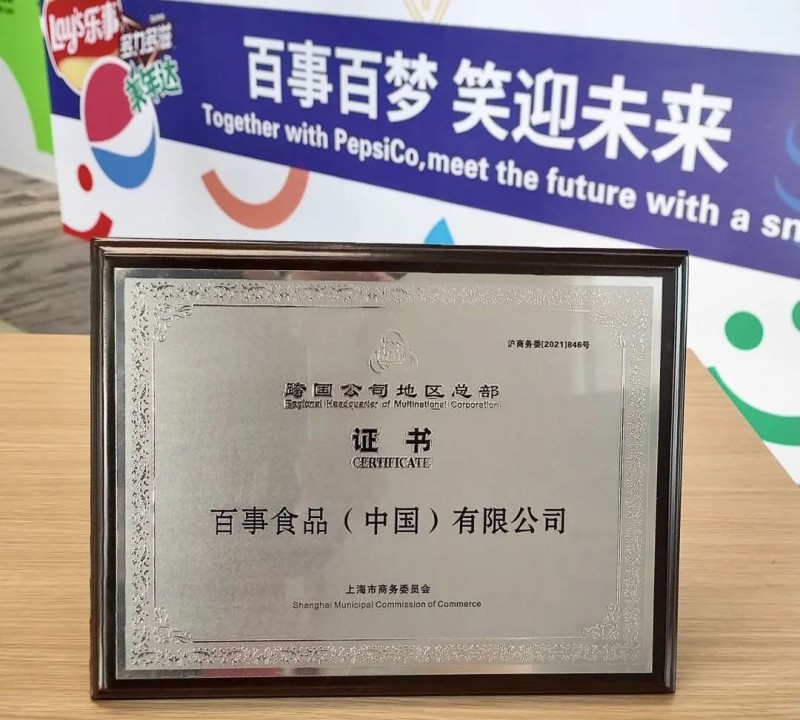 Lay's乐事
美年达
百事百梦 笑迎未来
Together with PepsiCo,meet the future with a sm
沪商务委[2021]846号
跨国公司地区总部
Regional Headquarter of Multinational Corporation
证书
CERTIFICATE
百事食品（中国）有限公司
上海市商务委员会
Shanghai Municipal Commission of Commerce